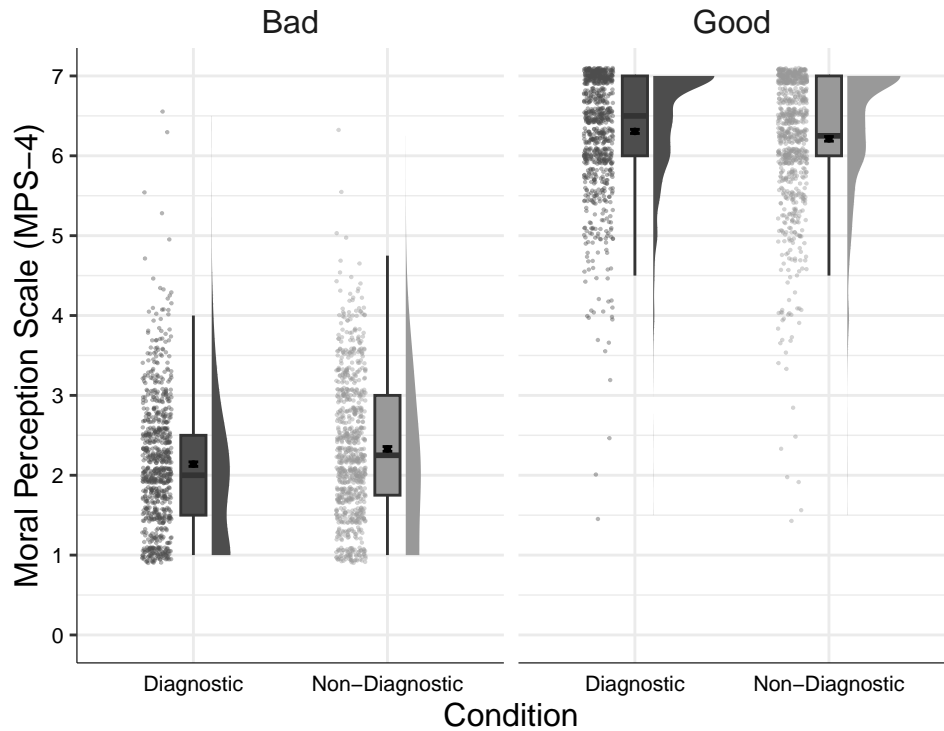 Bad
Good
Moral Perception Scale (MPS−4)
7
6
5
4
3
2
1
0
Diagnostic
Non−Diagnostic
Diagnostic
Non−Diagnostic
Condition